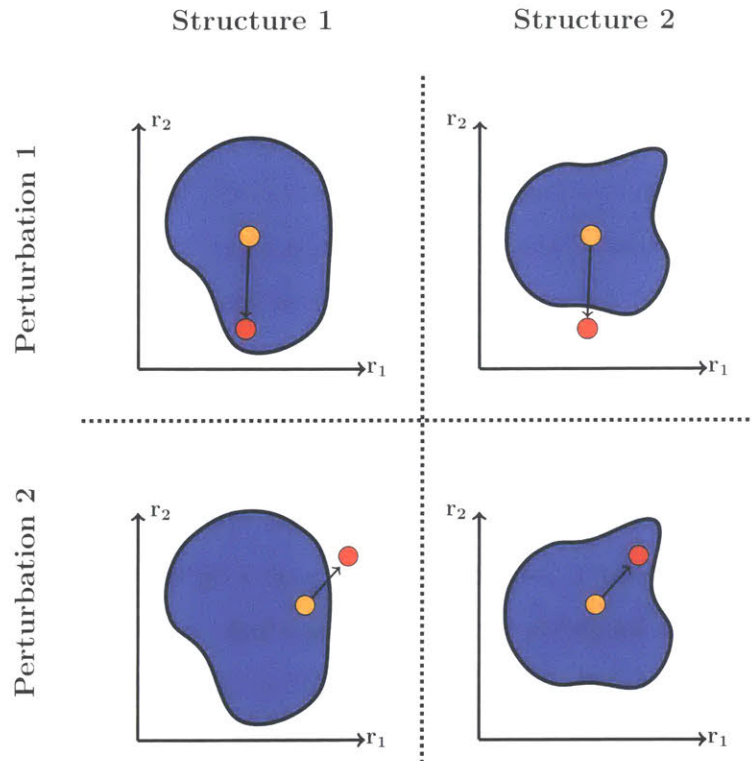 Structure 1
Structure 2
Perturbation 1
r₂
r₁
r₂
r₁
Perturbation 2
r₂
r₁
r₂
r₁